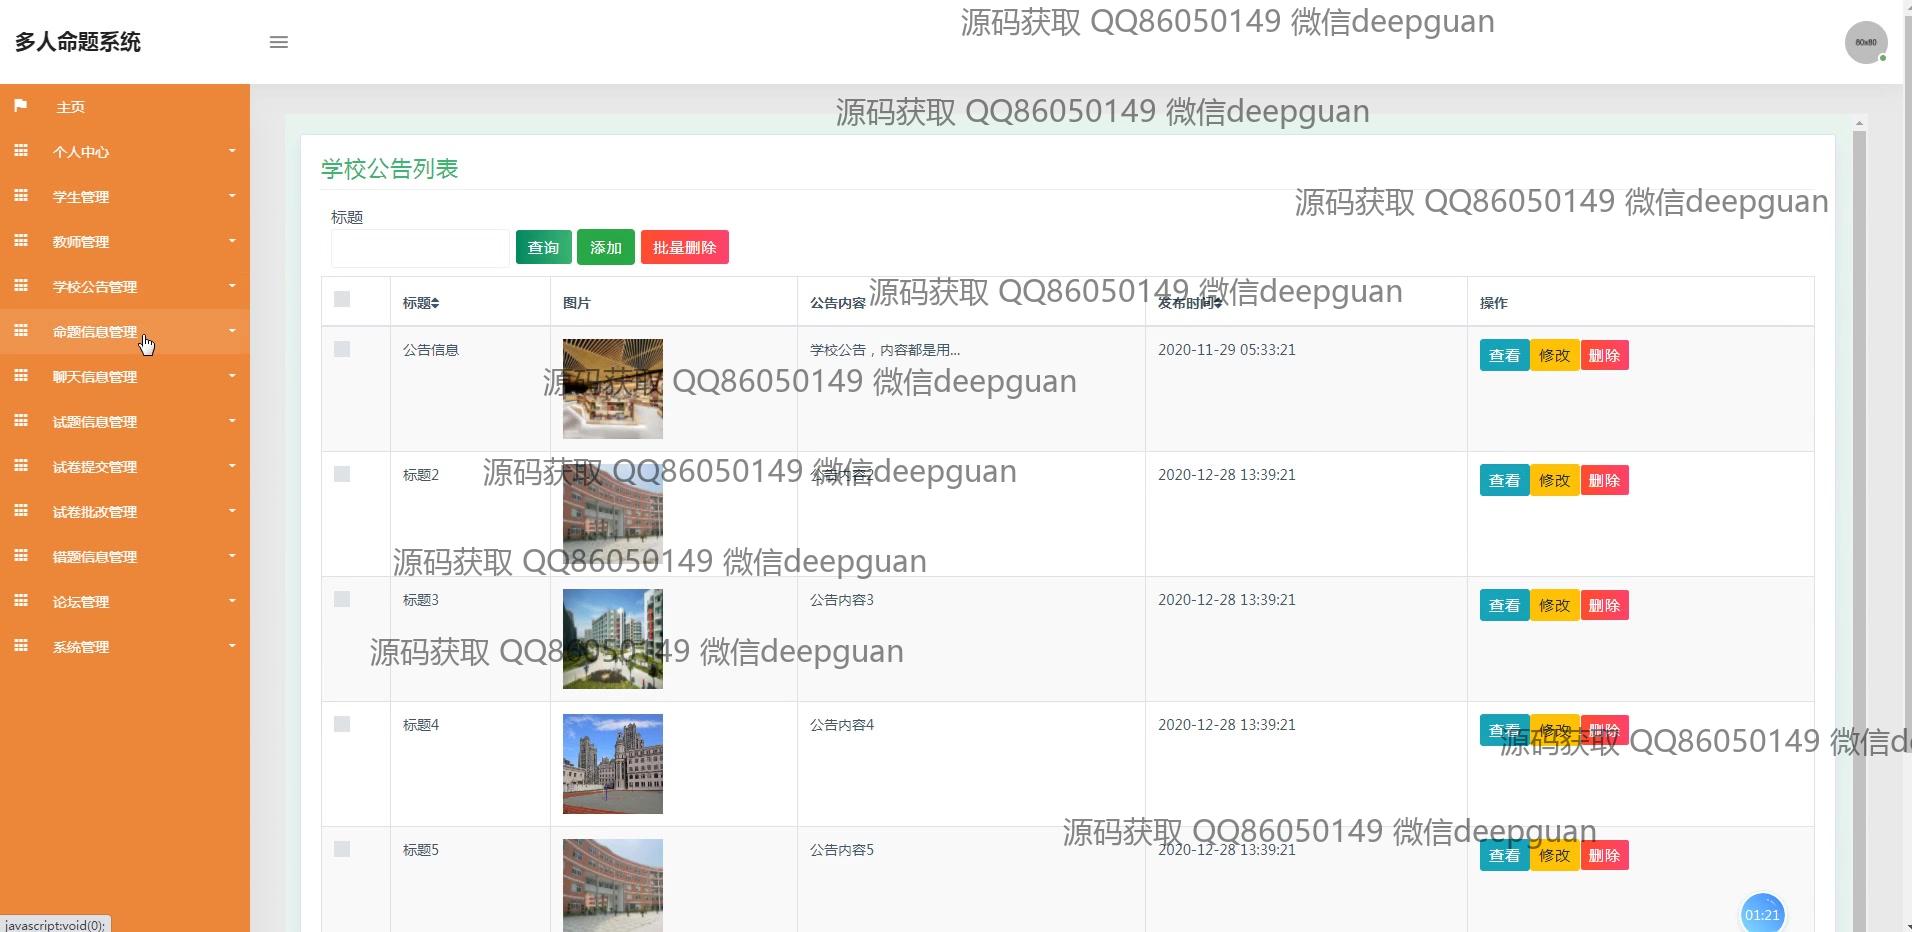 源码获取 QQ86050149 微信deepguan
多人命题系统
60x60
主页
源码获取 QQ86050149 微信deepguan
个人中心
学校公告列表
学生管理
源码获取 QQ86050149 微信deepguan
标题
教师管理
查询 添加 批量删除
学校公告管理
标题 图片 公告内容 发布时间 操作
源码获取 QQ86050149 微信deepguan
命题信息管理
公告信息 学校公告，内容都是用... 2020-11-29 05:33:21 查看 修改 删除
聊天信息管理
源码获取 QQ86050149 微信deepguan
试题信息管理
试卷提交管理
标题2 公告内容2 2020-12-28 13:39:21 查看 修改 删除
源码获取 QQ86050149 微信deepguan
试卷批改管理
错题信息管理
源码获取 QQ86050149 微信deepguan
论坛管理
标题3 公告内容3 2020-12-28 13:39:21 查看 修改 删除
系统管理
源码获取 QQ86050149 微信deepguan
标题4 公告内容4 2020-12-28 13:39:21 查看 修改 删除
源码获取 QQ86050149 微信de
源码获取 QQ86050149 微信deepguan
标题5 公告内容5 2020-12-28 13:39:21 查看 修改 删除
01:21
javascript:void(0);